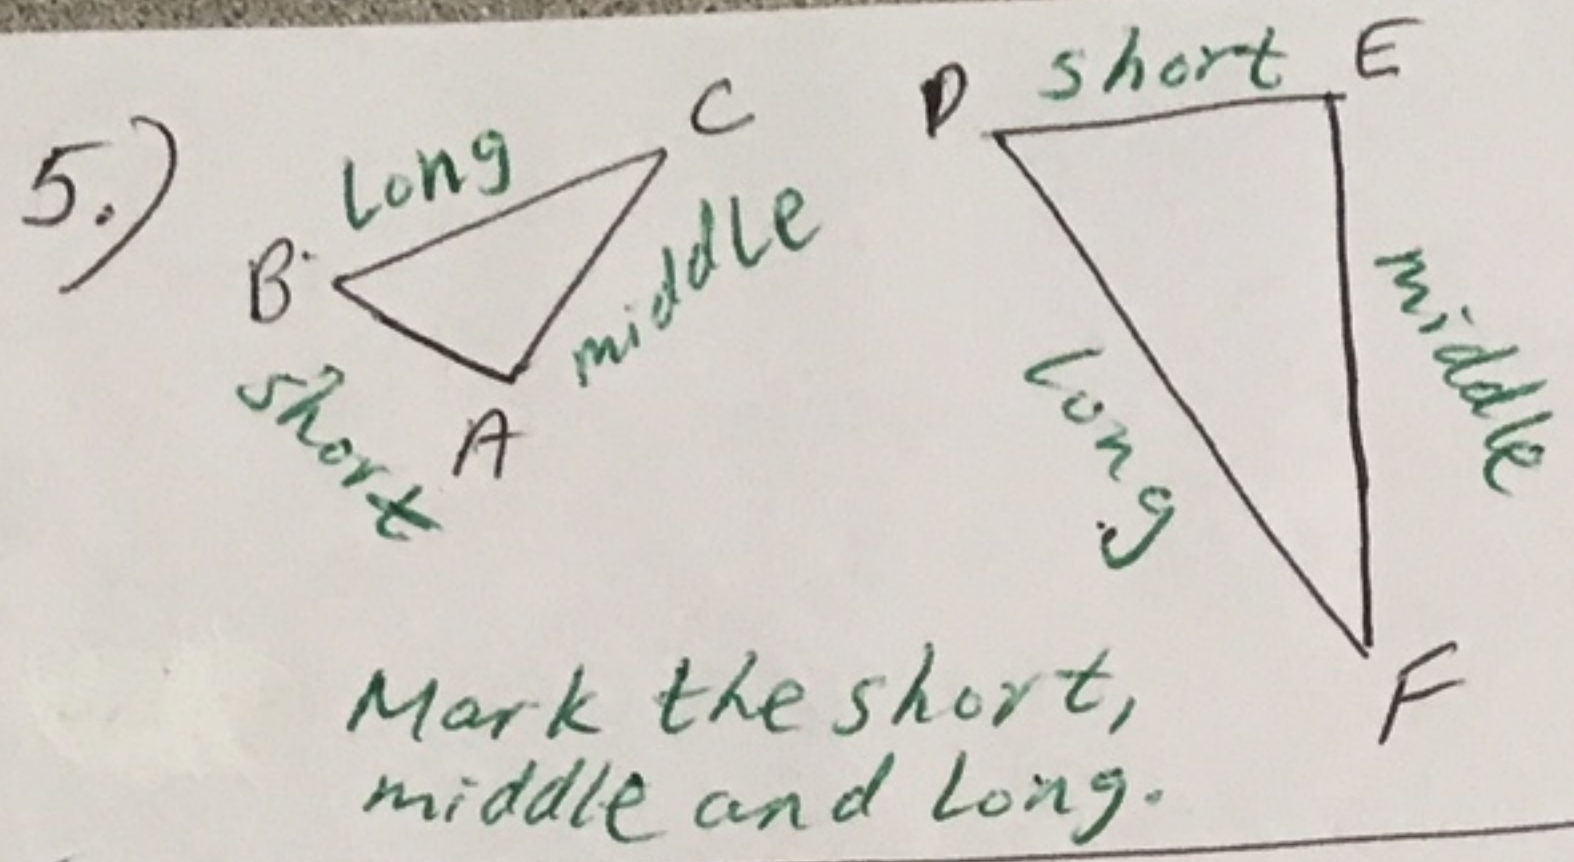 5.)
B
Long
C
middle
short
A
D
short
E
middle
Long
F
Mark the short,
middle and Long.